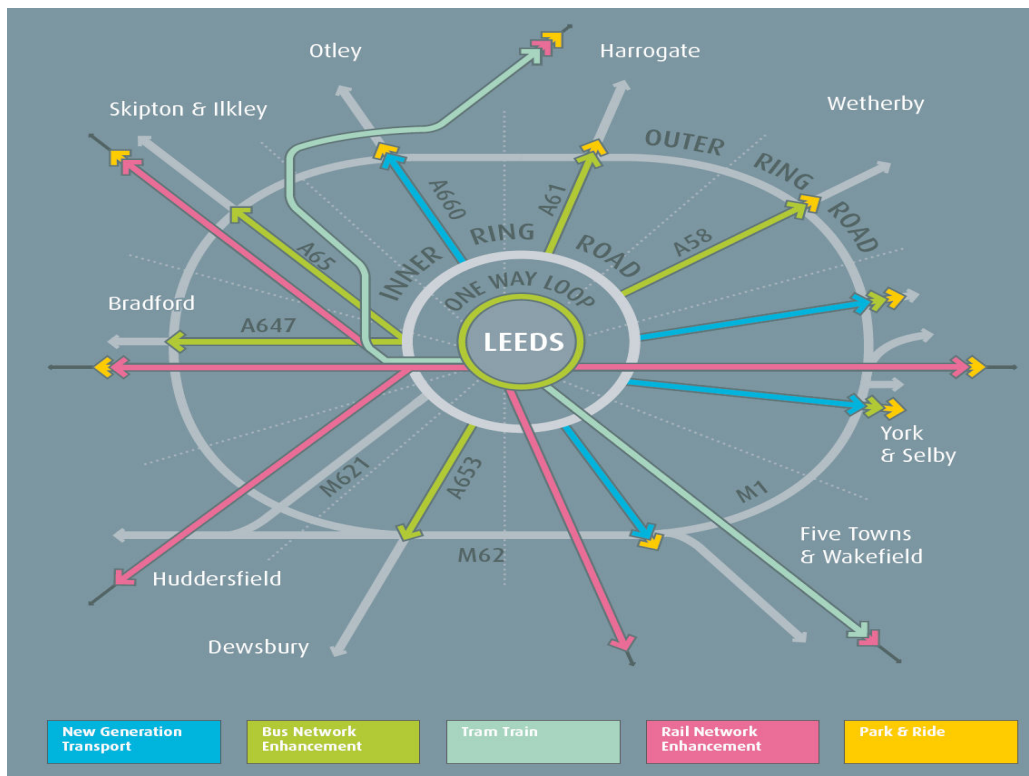 Otley
Harrogate
Skipton & Ilkley
Wetherby
OUTER RING ROAD
A660
A61
A58
A65
INNER RING ROAD
ONE WAY LOOP
Bradford
A647
LEEDS
York
& Selby
M621
A653
M1
Five Towns
& Wakefield
M62
Huddersfield
Dewsbury
New Generation
Transport
Bus Network
Enhancement
Tram Train
Rail Network
Enhancement
Park & Ride